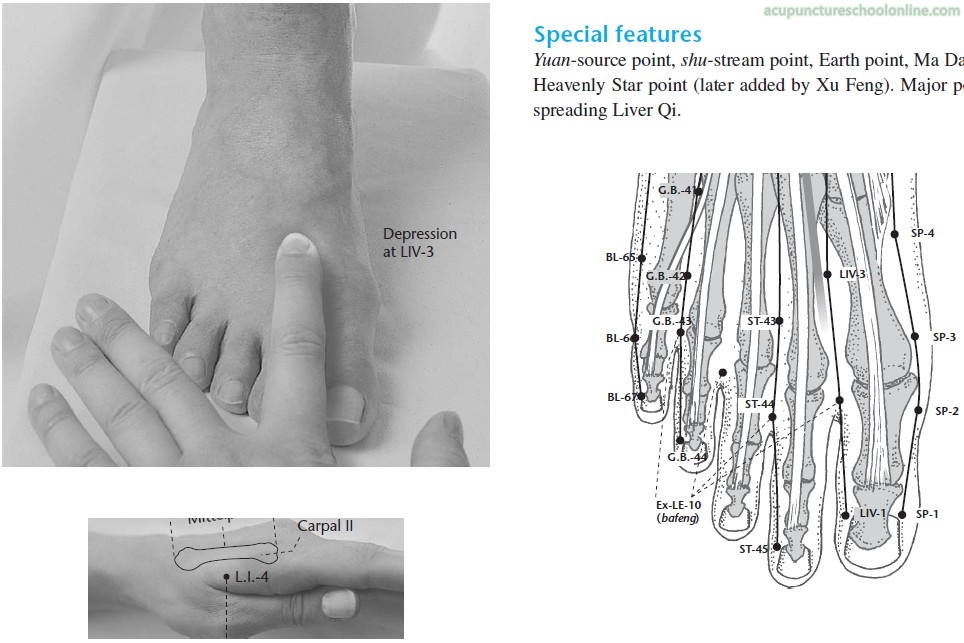 acupunctureschoolonline.com
Special features
Yuan-source point, shu-stream point, Earth point, Ma Da
Heavenly Star point (later added by Xu Feng). Major p
spreading Liver Qi.
Depression
at LIV-3
G.B.-41
SP-4
BL-65
G.B.-42
LIV-3
G.B.-43
ST-43
BL-6
SP-3
BL-67
ST-44
SP-2
G.B.-44
Ex-LE-10
(bafeng)
LIV-1
SP-1
ST-45
Carpal II
L.I.-4